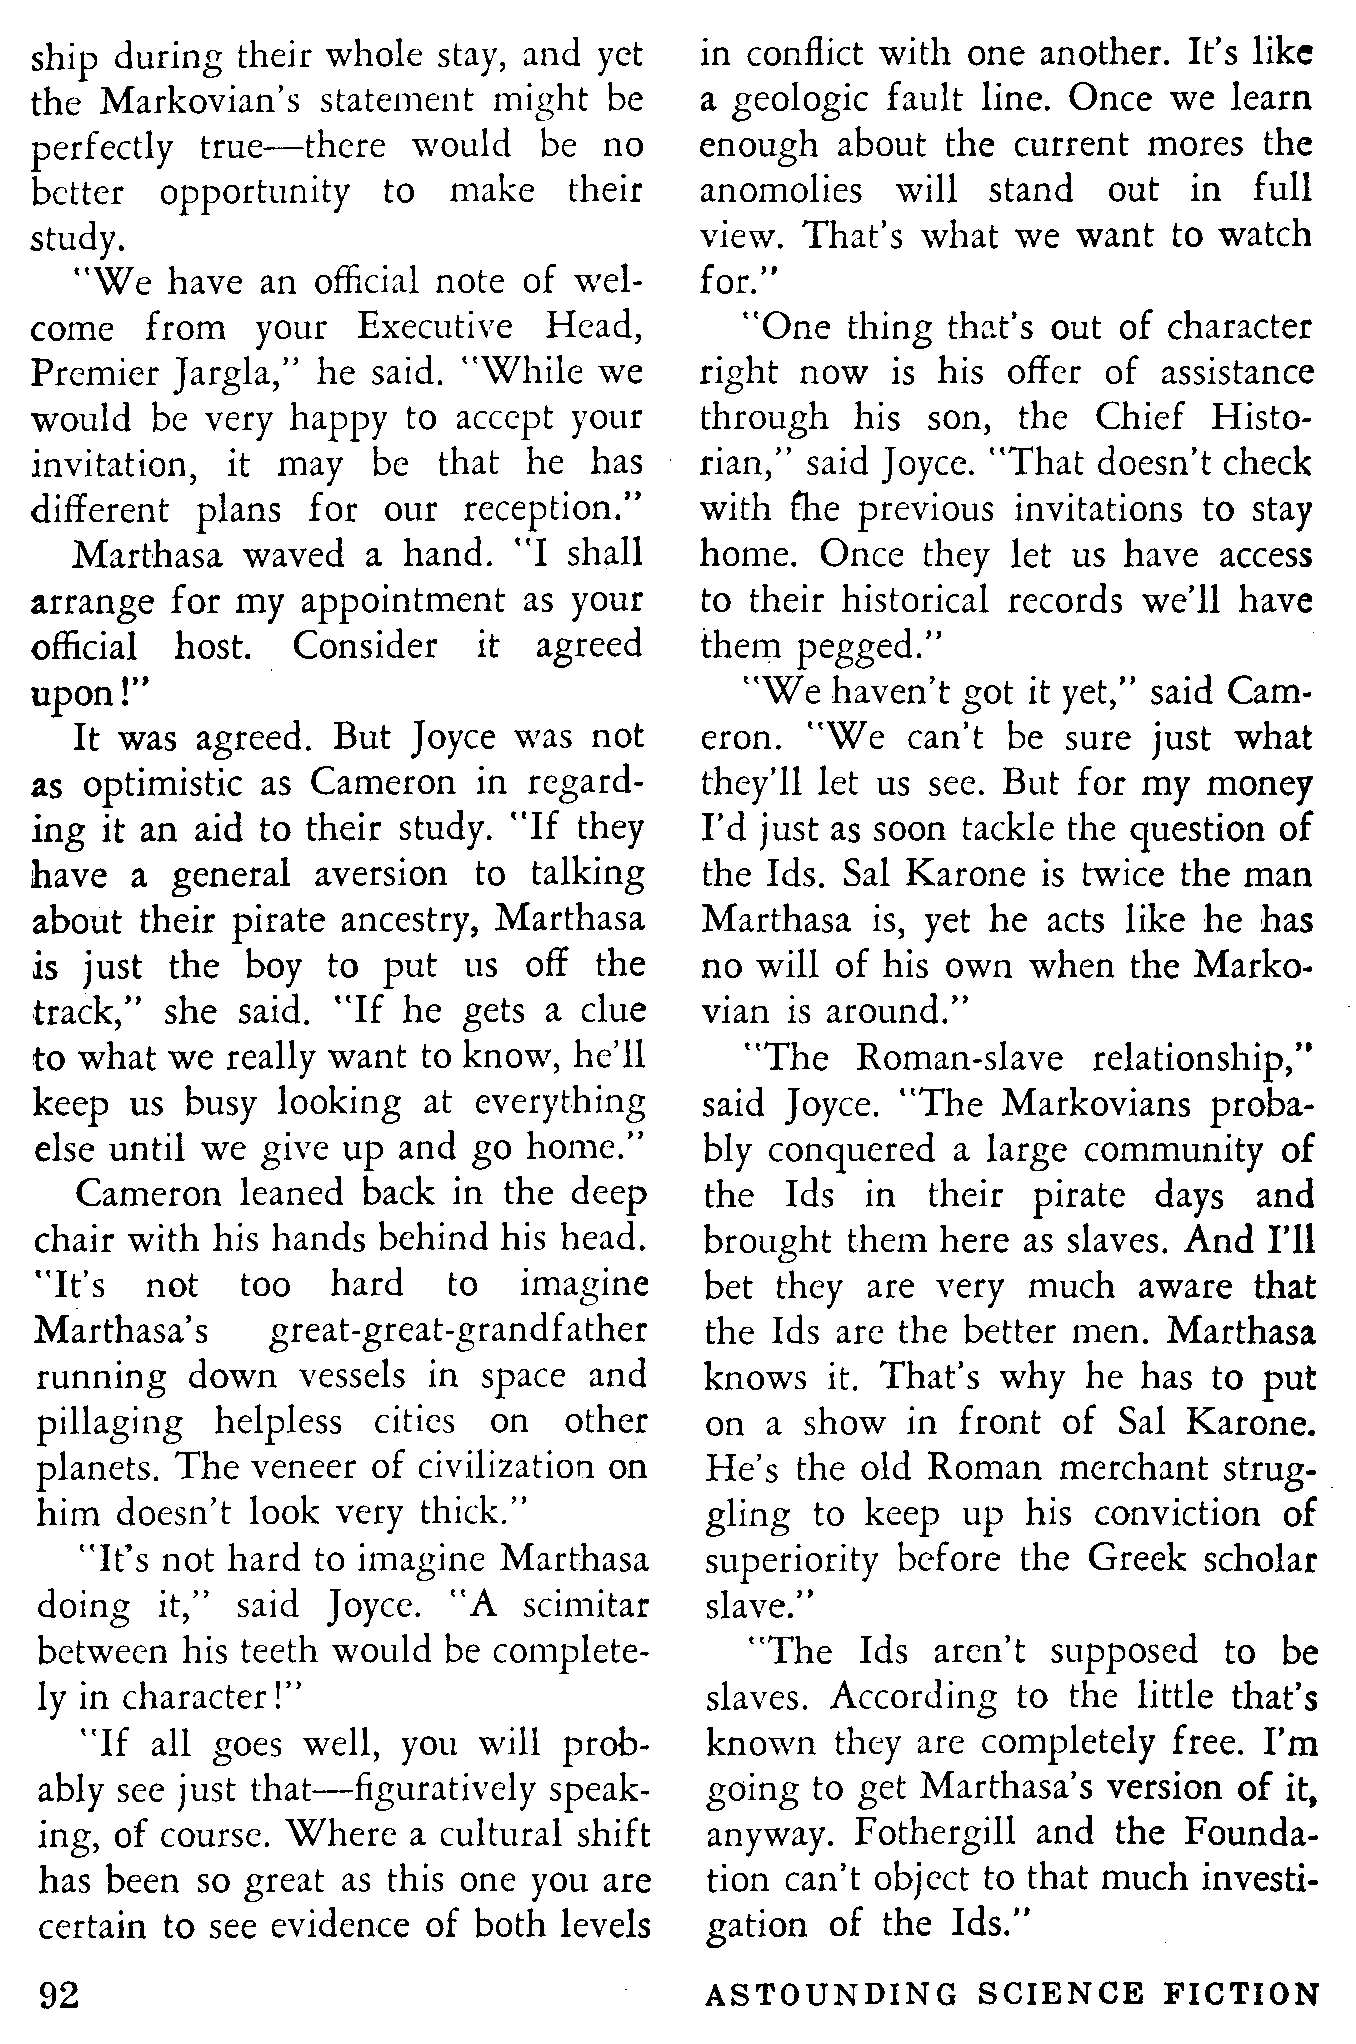 ship during their whole stay, and yet
the Markovian's statement might be
perfectly true—there would be no
better opportunity to make their
study.
"We have an official note of wel-
come from your Executive Head,
Premier Jargla," he said. "While we
would be very happy to accept your
invitation, it may be that he has
different plans for our reception."
Marthasa waved a hand. "I shall
arrange for my appointment as your
official host. Consider it agreed
upon!"
It was agreed. But Joyce was not
as optimistic as Cameron in regard-
ing it an aid to their study. "If they
have a general aversion to talking
about their pirate ancestry, Marthasa
is just the boy to put us off the
track," she said. "If he gets a clue
to what we really want to know, he'll
keep us busy looking at everything
else until we give up and go home."
Cameron leaned back in the deep
chair with his hands behind his head.
"It's not too hard to imagine
Marthasa's great-great-grandfather
running down vessels in space and
pillaging helpless cities on other
planets. The veneer of civilization on
him doesn't look very thick."
"It's not hard to imagine Marthasa
doing it," said Joyce. "A scimitar
between his teeth would be complete-
ly in character!"
"If all goes well, you will prob-
ably see just that—figuratively speak-
ing, of course. Where a cultural shift
has been so great as this one you are
certain to see evidence of both levels
in conflict with one another. It's like
a geologic fault line. Once we learn
enough about the current mores the
anomolies will stand out in full
view. That's what we want to watch
for."
"One thing that's out of character
right now is his offer of assistance
through his son, the Chief Histo-
rian," said Joyce. "That doesn't check
with the previous invitations to stay
home. Once they let us have access
to their historical records we'll have
them pegged."
"We haven't got it yet," said Cam-
eron. "We can't be sure just what
they'll let us see. But for my money
I'd just as soon tackle the question of
the Ids. Sal Karone is twice the man
Marthasa is, yet he acts like he has
no will of his own when the Marko-
vian is around."
"The Roman-slave relationship,"
said Joyce. "The Markovians proba-
bly conquered a large community of
the Ids in their pirate days and
brought them here as slaves. And I'll
bet they are very much aware that
the Ids are the better men. Marthasa
knows it. That's why he has to put
on a show in front of Sal Karone.
He's the old Roman merchant strug-
gling to keep up his conviction of
superiority before the Greek scholar
slave."
"The Ids aren't supposed to be
slaves. According to the little that's
known they are completely free. I'm
going to get Marthasa's version of it,
anyway. Fothergill and the Founda-
tion can't object to that much investi-
gation of the Ids."
92
ASTOUNDING SCIENCE FICTION